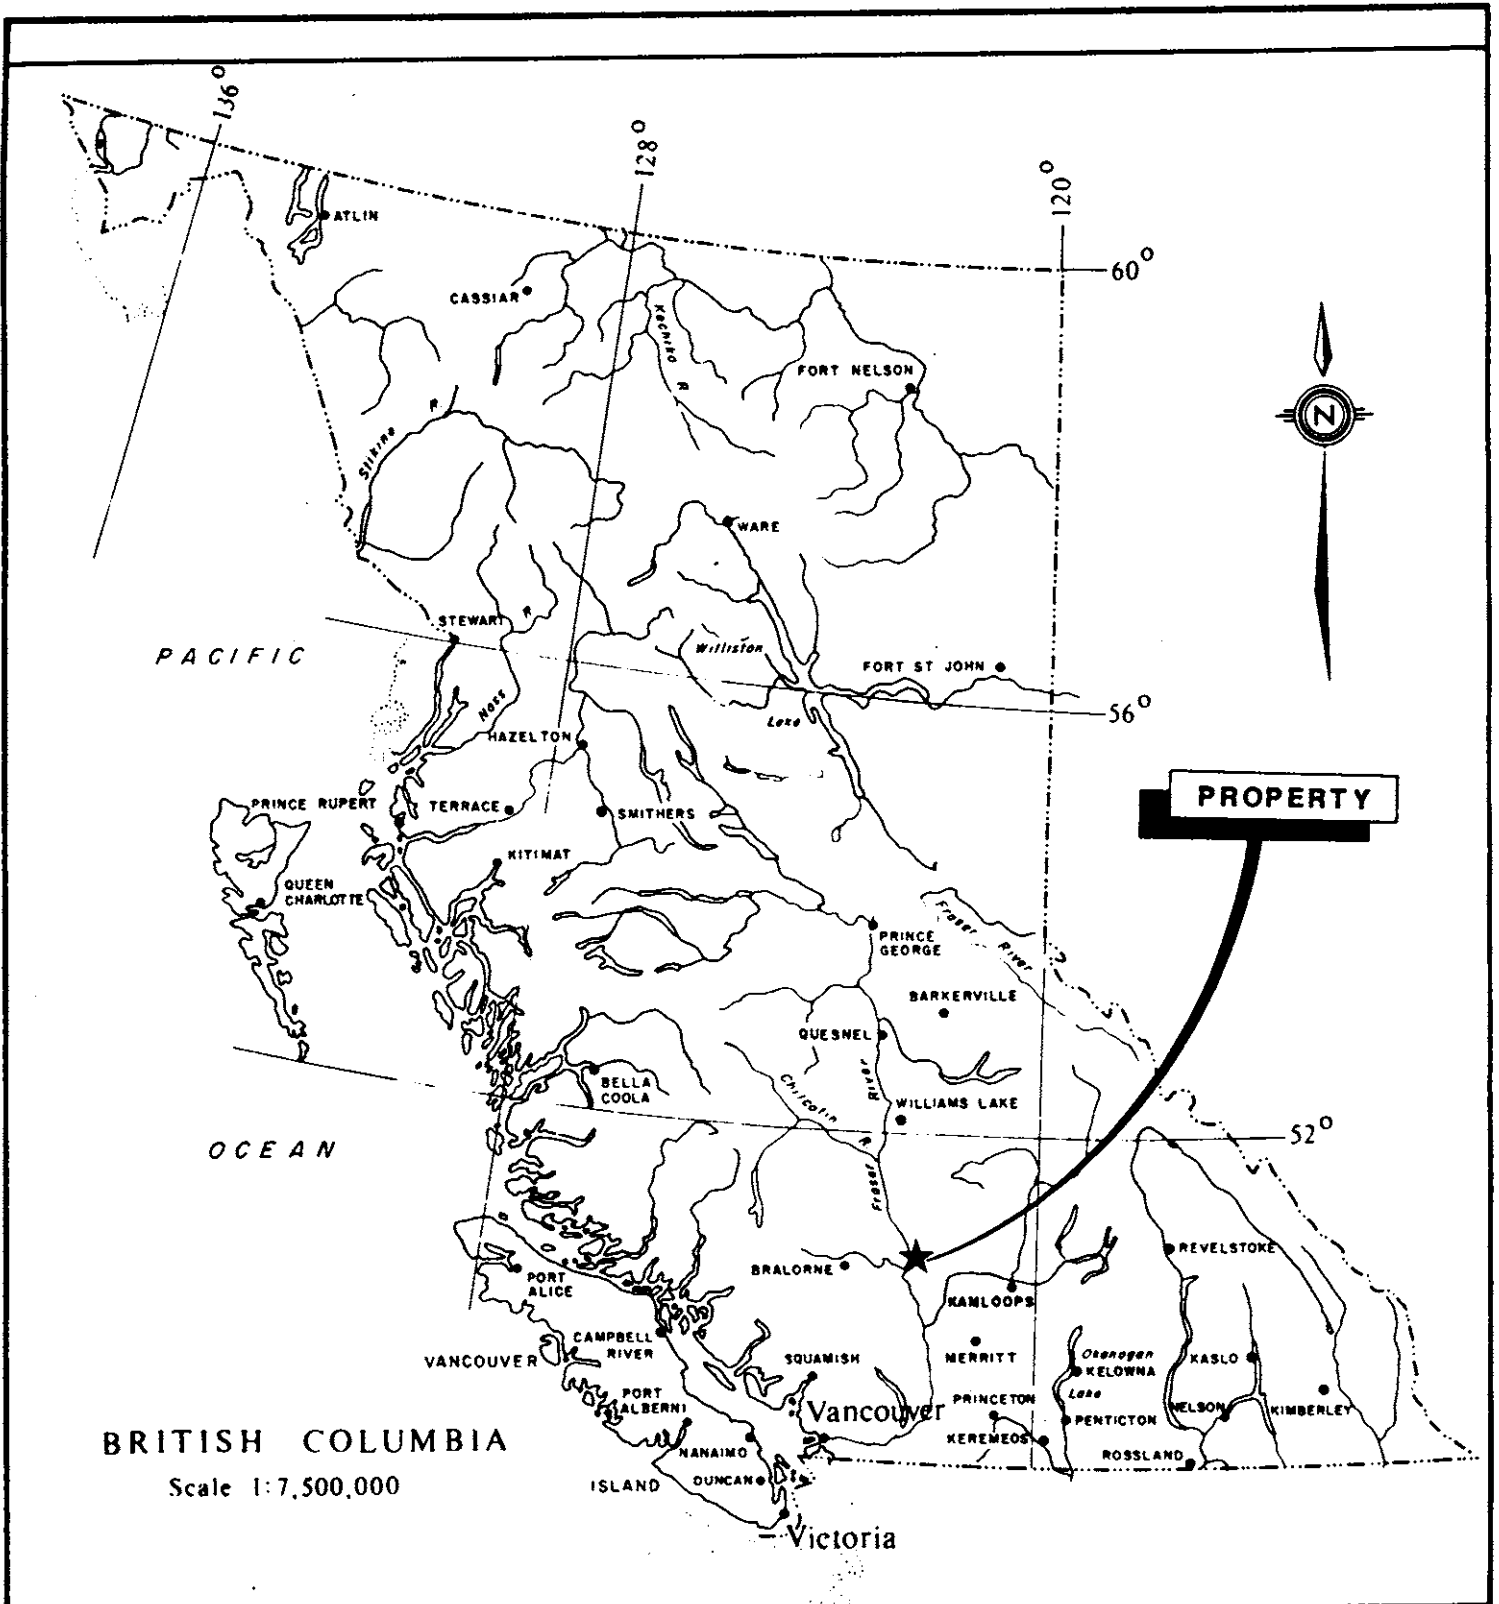 136°
128°
120°
ATLIN
60°
CASSIAR
Kechika R
FORT NELSON
N
Stikine R
WARE
STEWART
R
PACIFIC
Williston
FORT ST JOHN
Nass
56°
Lake
HAZELTON
PROPERTY
PRINCE RUPERT
TERRACE
SMITHERS
KITIMAT
QUEEN
CHARLOTTE
Fraser River
PRINCE
GEORGE
BARKERVILLE
QUESNEL
BELLA
COOLA
Chilcotin R
Fraser River
WILLIAMS LAKE
52°
OCEAN
BRALORNE
REVELSTOKE
PORT
ALICE
KAMLOOPS
CAMPBELL
RIVER
VANCOUVER
SQUAMISH
MERRITT
Okanogan
KELOWNA
Lake
KASLO
PORT
ALBERNI
Vancouver
PRINCETON
PENTICTON
NELSON
KIMBERLEY
BRITISH COLUMBIA
KEREMEOS
NANAIMO
ROSSLAND
Scale 1:7,500,000
ISLAND
DUNCAN
Victoria